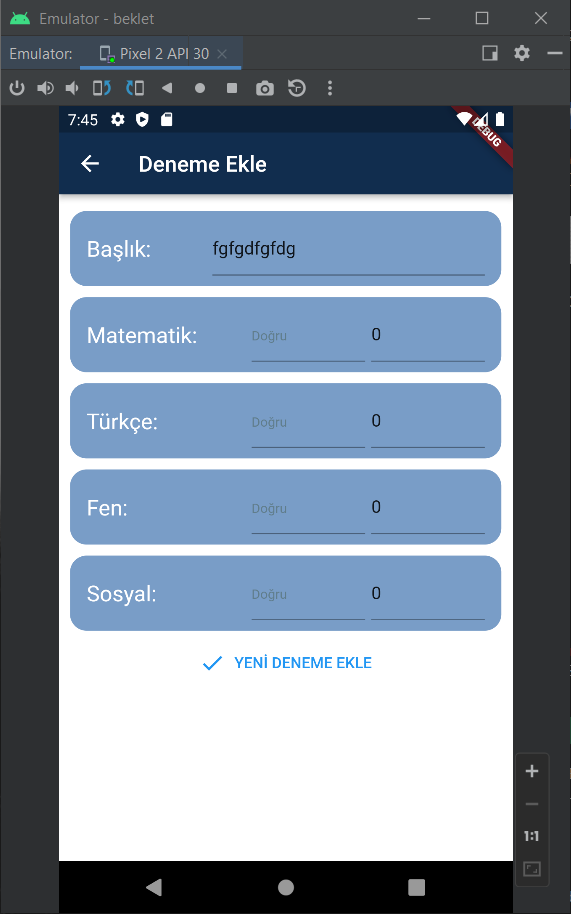 Emulator - beklet
Emulator: Pixel 2 API 30
7:45
DEBUG
Deneme Ekle
Başlık: fgfgdfgfdg
Matematik: Doğru 0
Türkçe: Doğru 0
Fen: Doğru 0
Sosyal: Doğru 0
YENİ DENEME EKLE
1:1